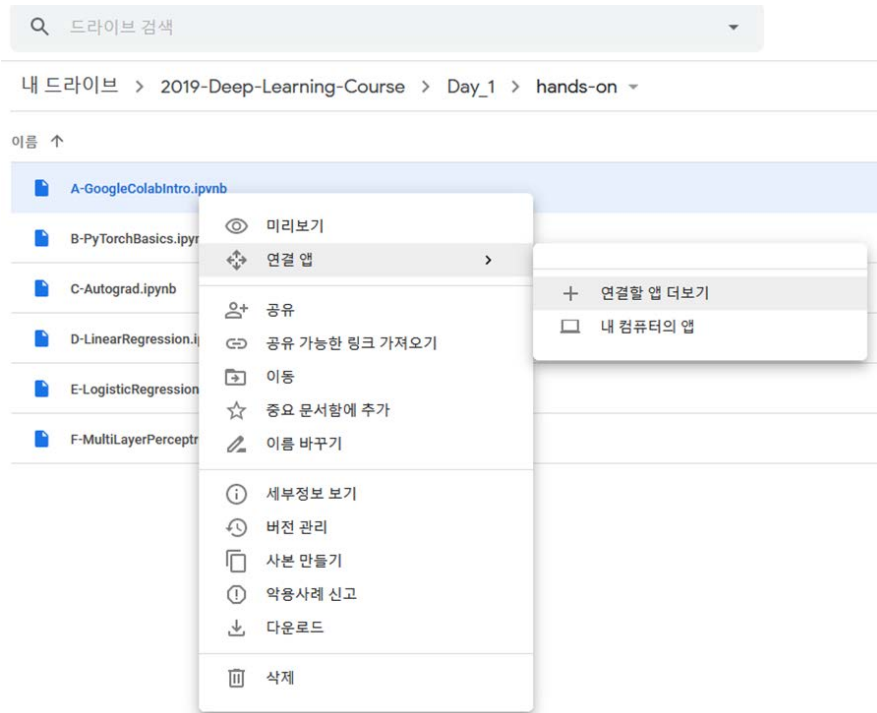 드라이브 검색
내 드라이브 > 2019-Deep-Learning-Course > Day_1 > hands-on
이름
A-GoogleColabIntro.ipynb
B-PyTorchBasics.ipyn
C-Autograd.ipynb
D-LinearRegression.i
E-LogisticRegression
F-MultiLayerPerceptr
미리보기
연결 앱
공유
공유 가능한 링크 가져오기
이동
중요 문서함에 추가
이름 바꾸기
세부정보 보기
버전 관리
사본 만들기
악용사례 신고
다운로드
삭제
연결할 앱 더보기
내 컴퓨터의 앱